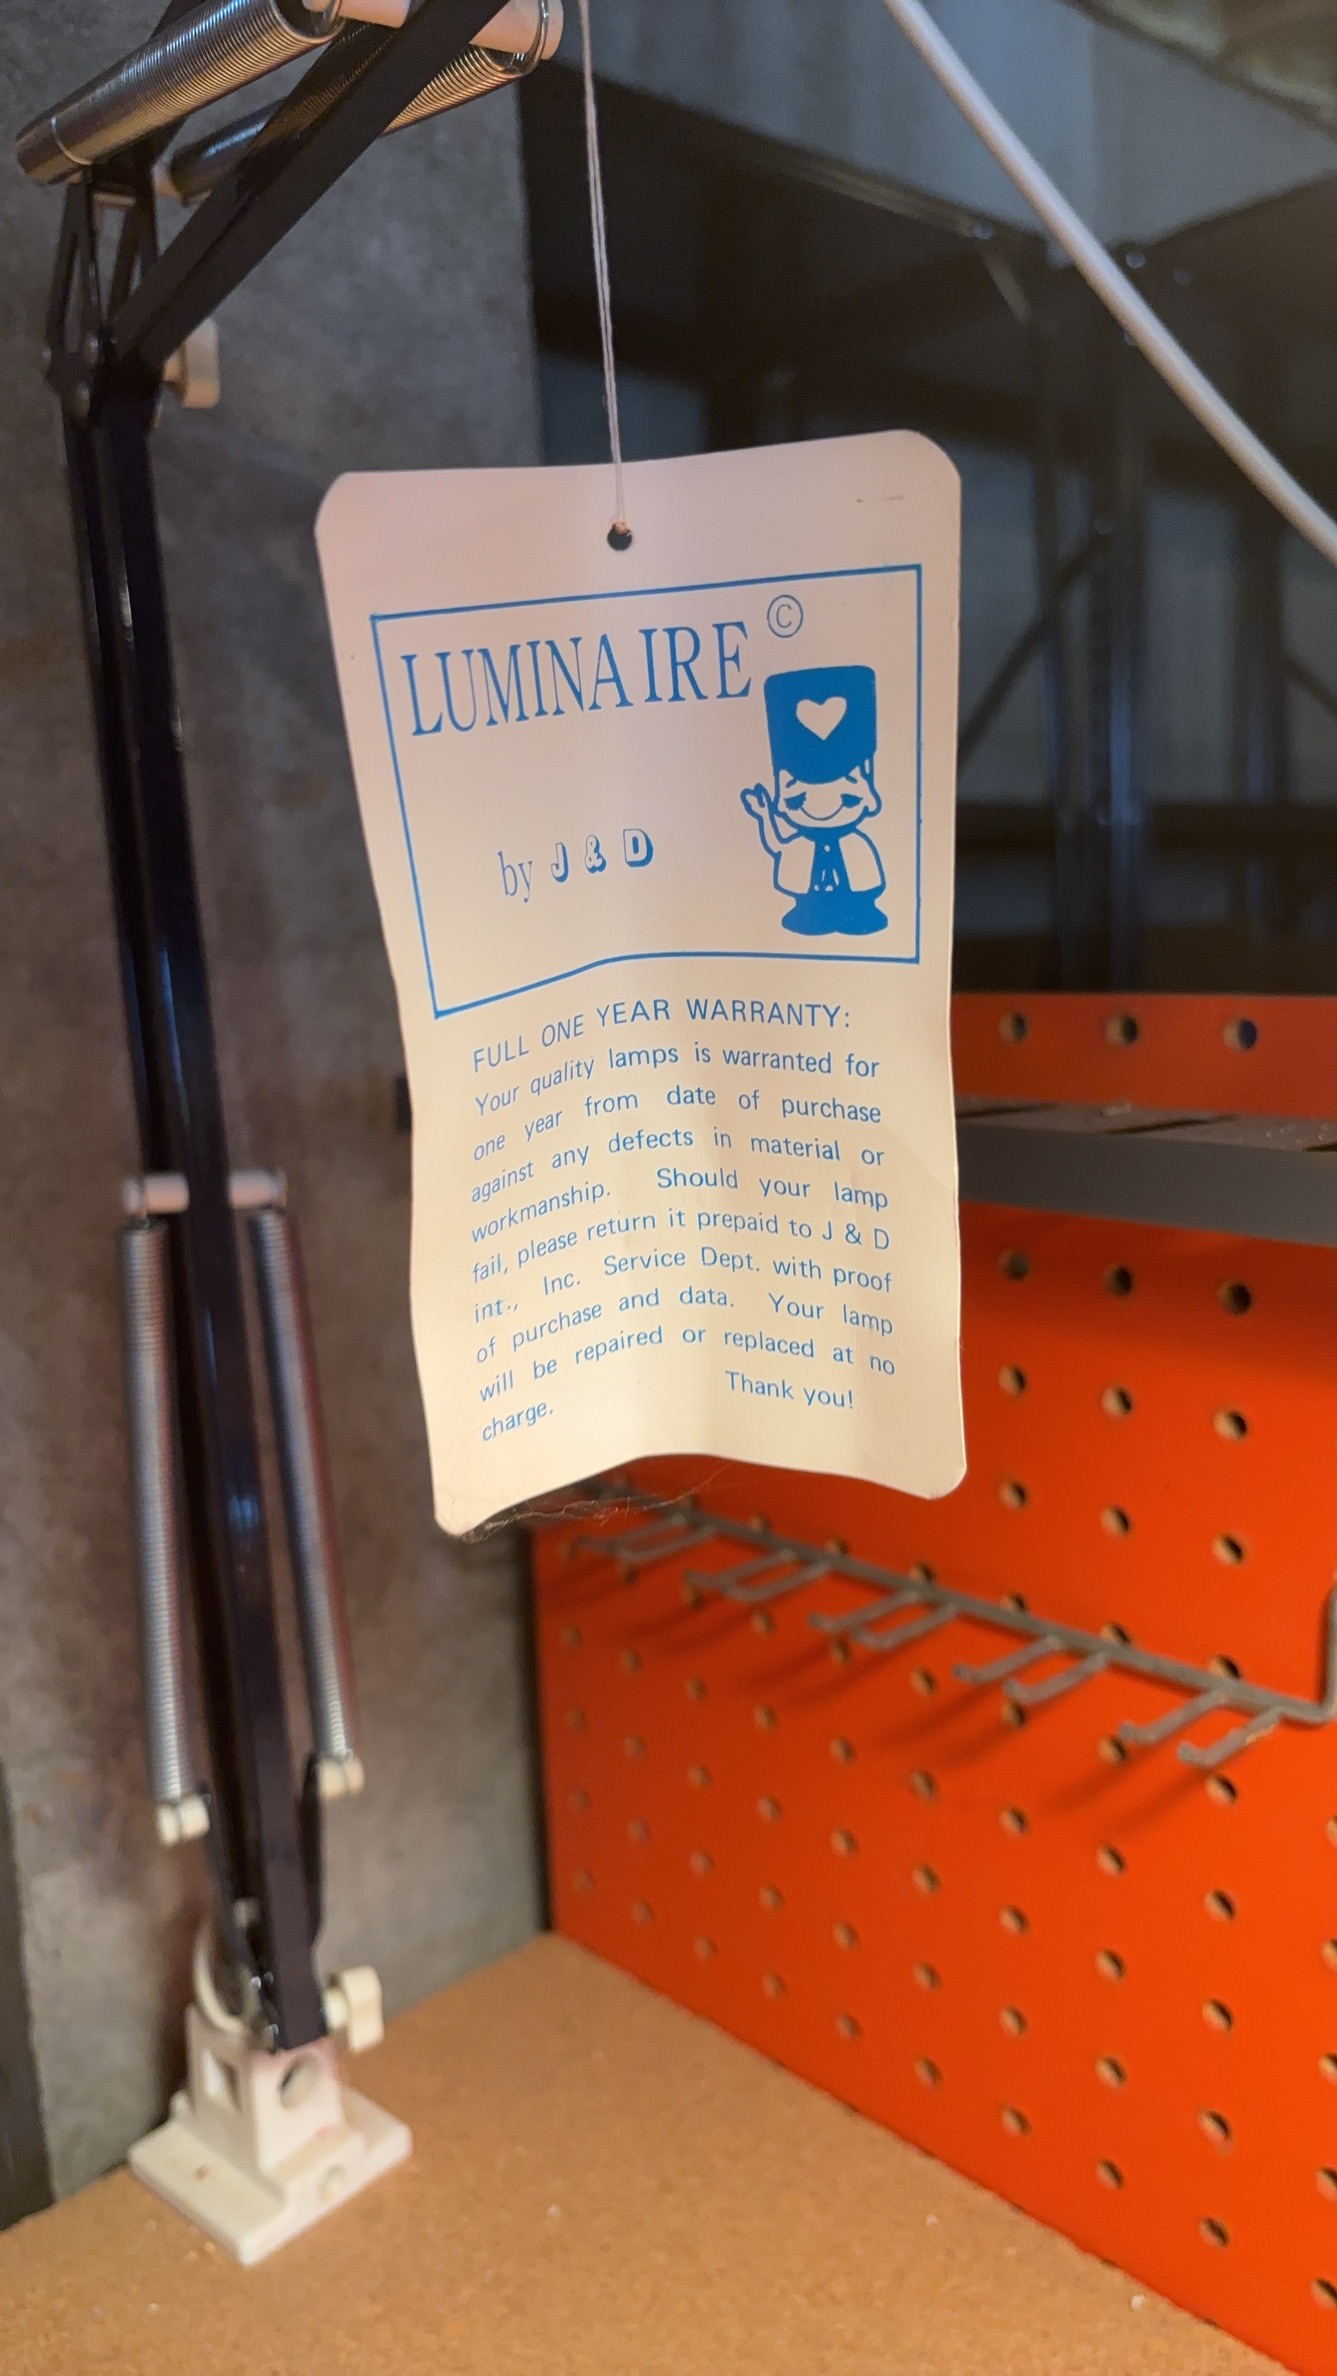 LUMINAIRE ©
by J & D
FULL ONE YEAR WARRANTY:
Your quality lamps is warranted for
one year from date of purchase
against any defects in material or
workmanship. Should your lamp
fail, please return it prepaid to J & D
int., Inc. Service Dept. with proof
of purchase and data. Your lamp
will be repaired or replaced at no
charge. Thank you!